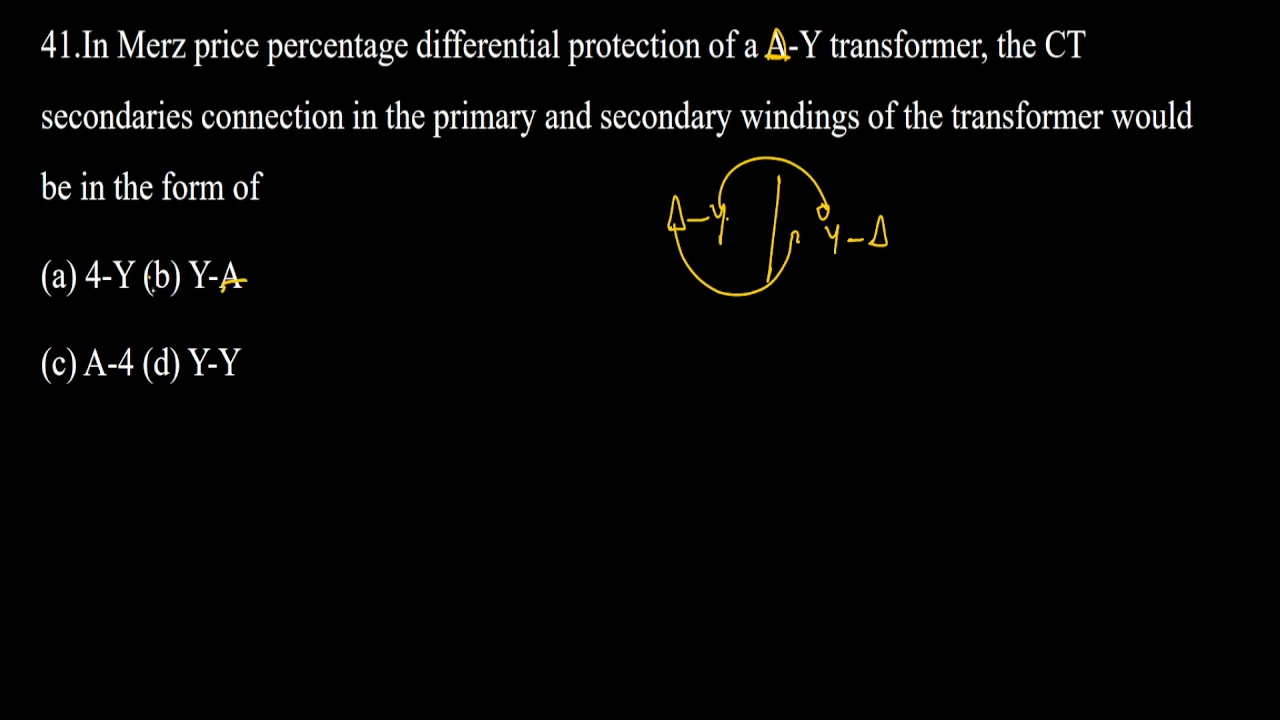 41.In Merz price percentage differential protection of a Δ-Y transformer, the CT
secondaries connection in the primary and secondary windings of the transformer would
be in the form of
Δ-y Y-Δ
(a) 4-Y (b) Y-A
(c) A-4 (d) Y-Y